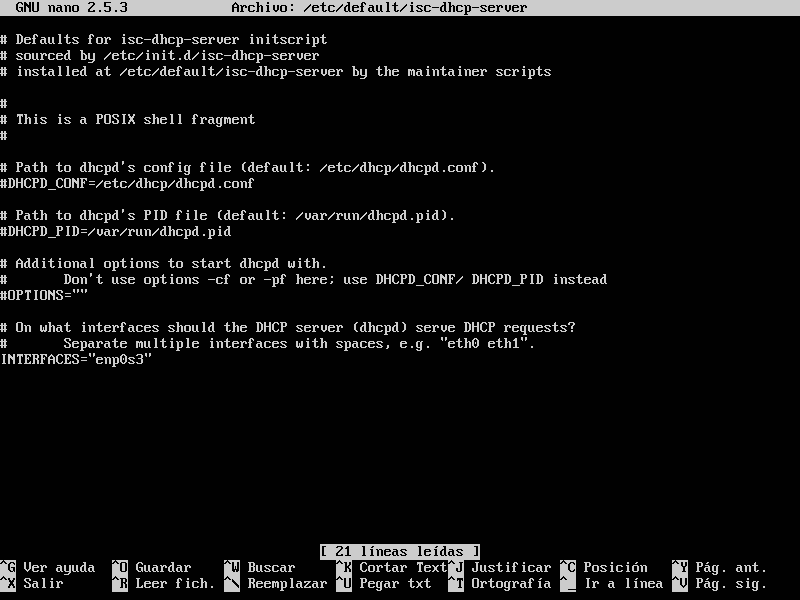 GNU nano 2.5.3 Archivo: /etc/default/isc-dhcp-server
# Defaults for isc-dhcp-server initscript
# sourced by /etc/init.d/isc-dhcp-server
# installed at /etc/default/isc-dhcp-server by the maintainer scripts
#
# This is a POSIX shell fragment
#
# Path to dhcpd's config file (default: /etc/dhcp/dhcpd.conf).
#DHCPD_CONF=/etc/dhcp/dhcpd.conf
# Path to dhcpd's PID file (default: /var/run/dhcpd.pid).
#DHCPD_PID=/var/run/dhcpd.pid
# Additional options to start dhcpd with.
# Don't use options -cf or -pf here; use DHCPD_CONF/ DHCPD_PID instead
#OPTIONS=""
# On what interfaces should the DHCP server (dhcpd) serve DHCP requests?
# Separate multiple interfaces with spaces, e.g. "eth0 eth1".
INTERFACES="enp0s3"
[ 21 líneas leídas ]
^G Ver ayuda ^O Guardar ^W Buscar ^K Cortar Text ^J Justificar ^C Posición ^Y Pág. ant.
^X Salir ^R Leer fich. ^\ Reemplazar ^U Pegar txt ^T Ortografía ^_ Ir a línea ^V Pág. sig.